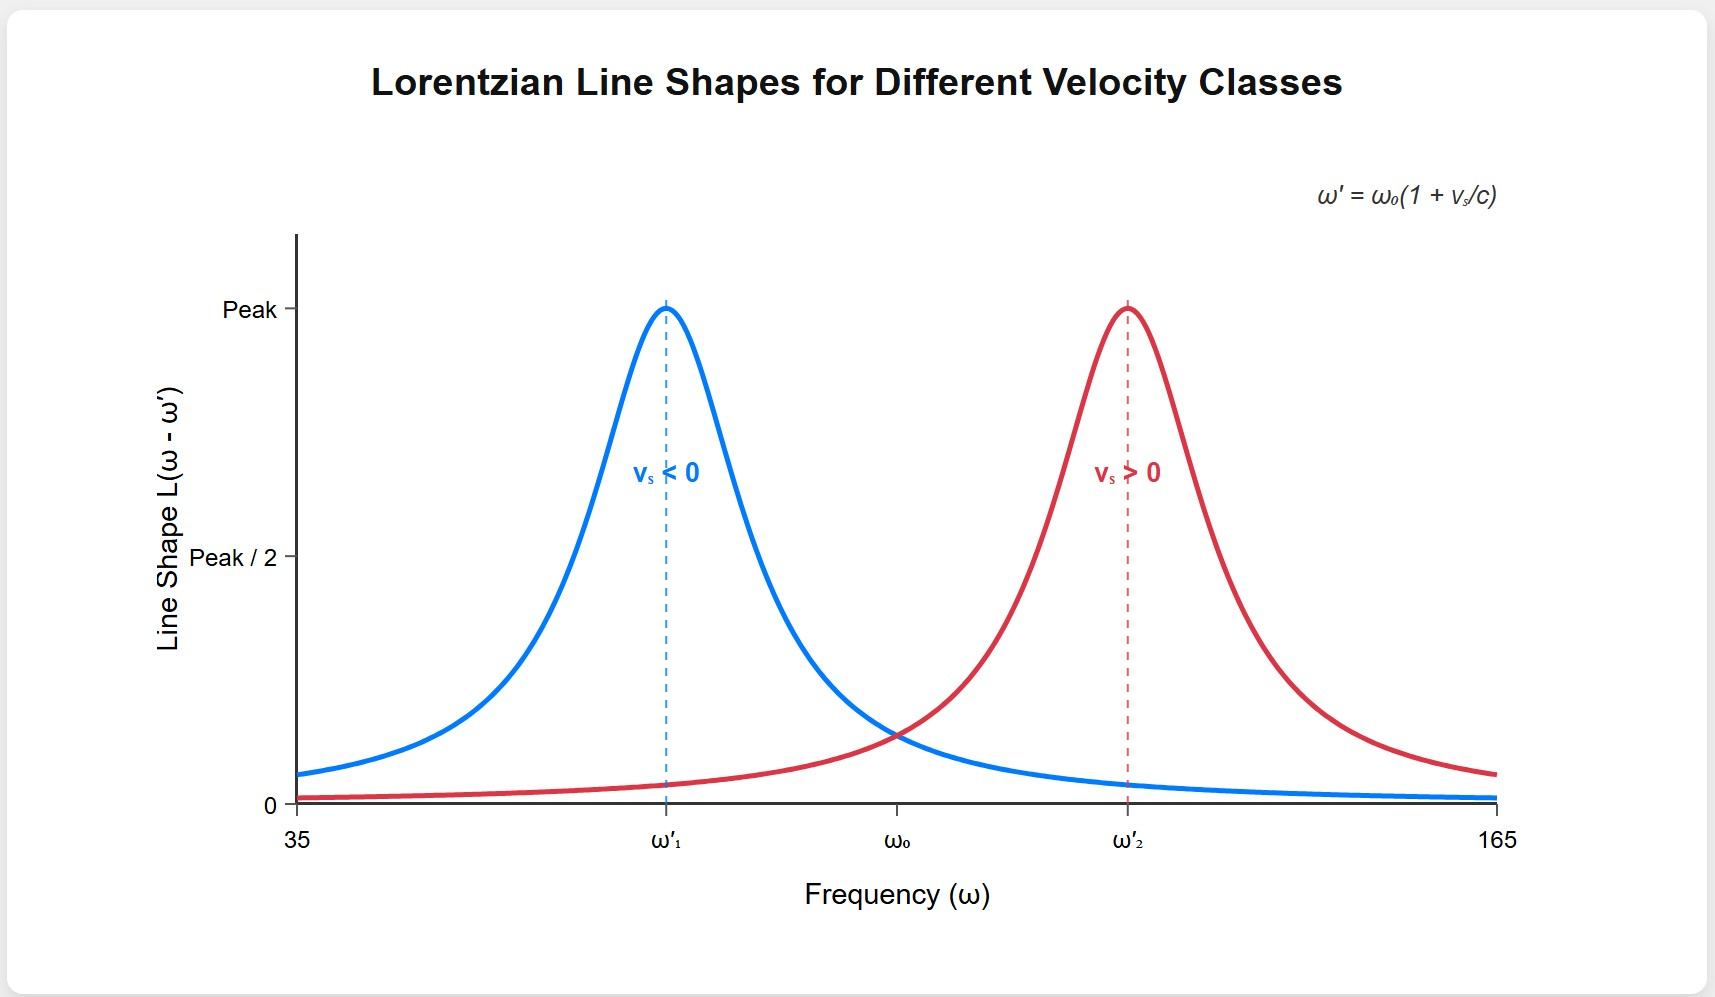 Lorentzian Line Shapes for Different Velocity Classes
ω′ = ω₀(1 + vₛ/c)
Line Shape L(ω - ω′)
Peak
Peak / 2
0
vₛ < 0
vₛ > 0
35
ω′₁
ω₀
ω′₂
165
Frequency (ω)